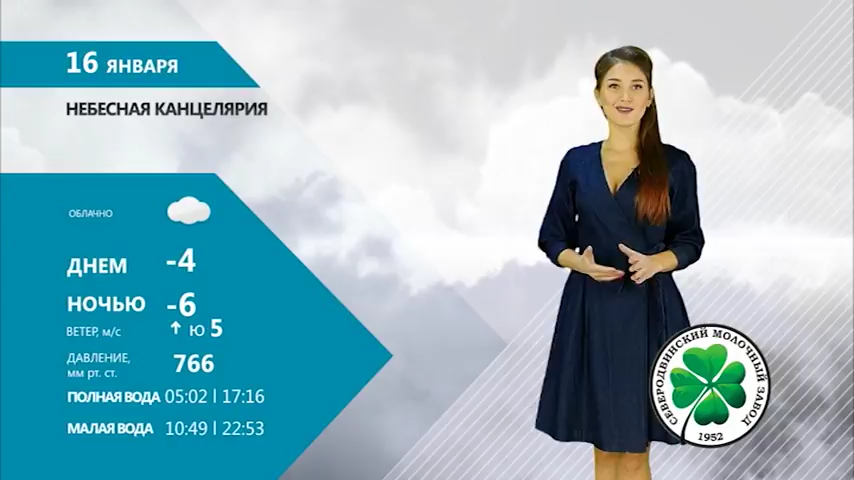 16 ЯНВАРЯ
НЕБЕСНАЯ КАНЦЕЛЯРИЯ
ОБЛАЧНО
ДНЕМ -4
НОЧЬЮ -6
ВЕТЕР, м/с ↑ Ю 5
ДАВЛЕНИЕ,
мм рт. ст. 766
ПОЛНАЯ ВОДА 05:02 | 17:16
МАЛАЯ ВОДА 10:49 | 22:53
СЕВЕРОДВИНСКИЙ МОЛОЧНЫЙ ЗАВОД
1952